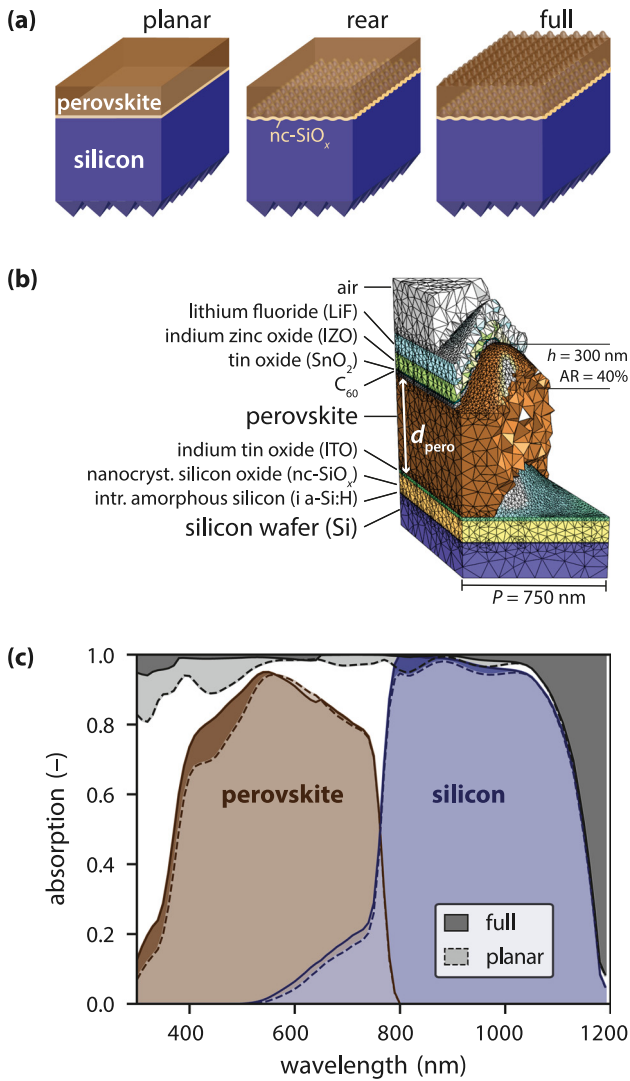 (a)
planar
rear
full
perovskite
nc-SiOₓ
silicon
(b)
air
lithium fluoride (LiF)
indium zinc oxide (IZO)
tin oxide (SnO₂)
C₆₀
perovskite
indium tin oxide (ITO)
nanocryst. silicon oxide (nc-SiOₓ)
intr. amorphous silicon (i a-Si:H)
silicon wafer (Si)
h = 300 nm
AR = 40%
d_pero
P = 750 nm
(c)
1.0
0.8
0.6
0.4
0.2
0.0
absorption (–)
perovskite
silicon
full
planar
400
600
800
1000
1200
wavelength (nm)